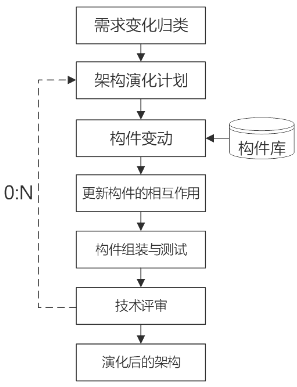 需求变化归类
架构演化计划
构件变动
构件库
更新构件的相互作用
0:N
构件组装与测试
技术评审
演化后的架构